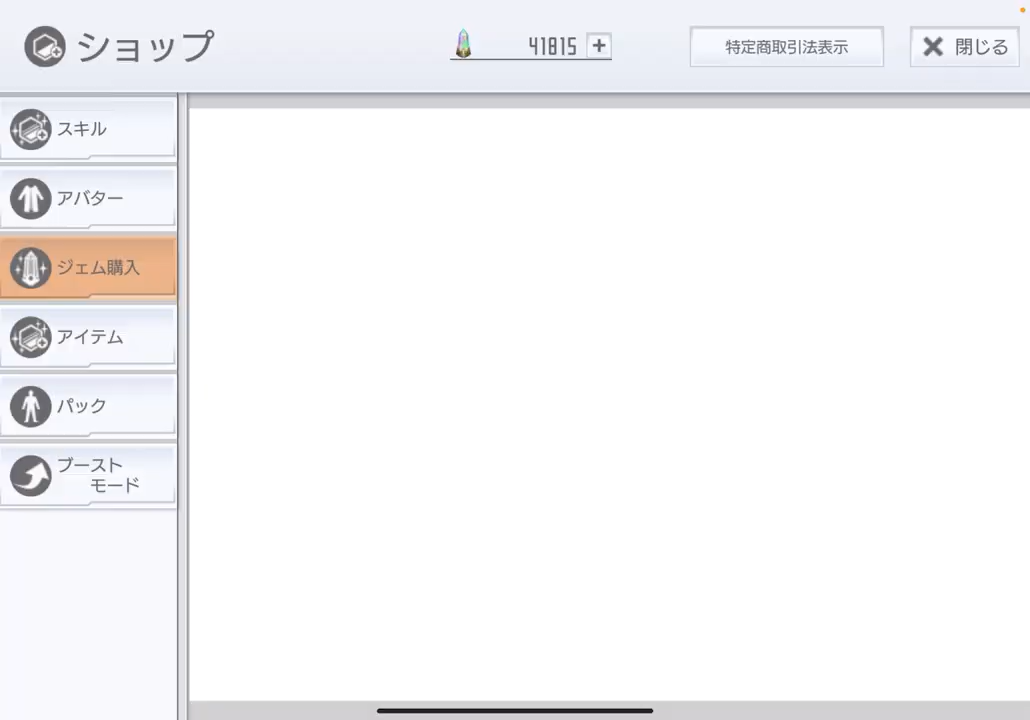 ショップ
41815
特定商取引法表示
閉じる
スキル
アバター
ジェム購入
アイテム
パック
ブースト
モード